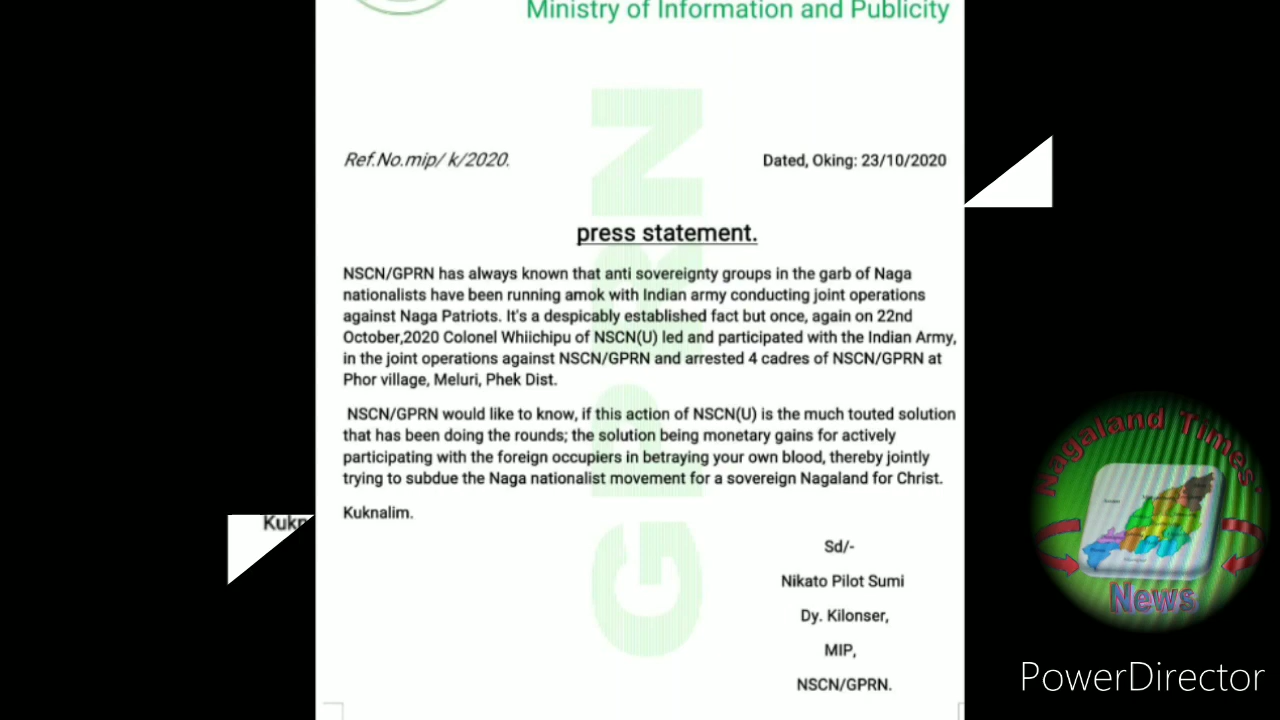 Ministry of Information and Publicity
Ref.No.mip/ k/2020.
Dated, Oking: 23/10/2020
press statement.
NSCN/GPRN has always known that anti sovereignty groups in the garb of Naga
nationalists have been running amok with Indian army conducting joint operations
against Naga Patriots. It's a despicably established fact but once, again on 22nd
October,2020 Colonel Whiichipu of NSCN(U) led and participated with the Indian Army,
in the joint operations against NSCN/GPRN and arrested 4 cadres of NSCN/GPRN at
Phor village, Meluri, Phek Dist.
NSCN/GPRN would like to know, if this action of NSCN(U) is the much touted solution
that has been doing the rounds; the solution being monetary gains for actively
participating with the foreign occupiers in betraying your own blood, thereby jointly
trying to subdue the Naga nationalist movement for a sovereign Nagaland for Christ.
Kuknalim.
Sd/-
Nikato Pilot Sumi
Dy. Kilonser,
MIP,
NSCN/GPRN.
GPRN
Kukn
Nagaland Times
News
PowerDirector